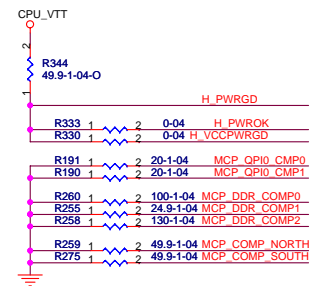 CPU_VTT
2
R344
49.9-1-04-O
1
H_PWRGD
R333 1 2 0-04 H_PWROK
R330 1 2 0-04 H_VCCPWRGD
R191 1 2 20-1-04 MCP_QPI0_CMP0
R190 1 2 20-1-04 MCP_QPI0_CMP1
R260 1 2 100-1-04 MCP_DDR_COMP0
R255 1 2 24.9-1-04 MCP_DDR_COMP1
R258 1 2 130-1-04 MCP_DDR_COMP2
R259 1 2 49.9-1-04 MCP_COMP_NORTH
R275 1 2 49.9-1-04 MCP_COMP_SOUTH